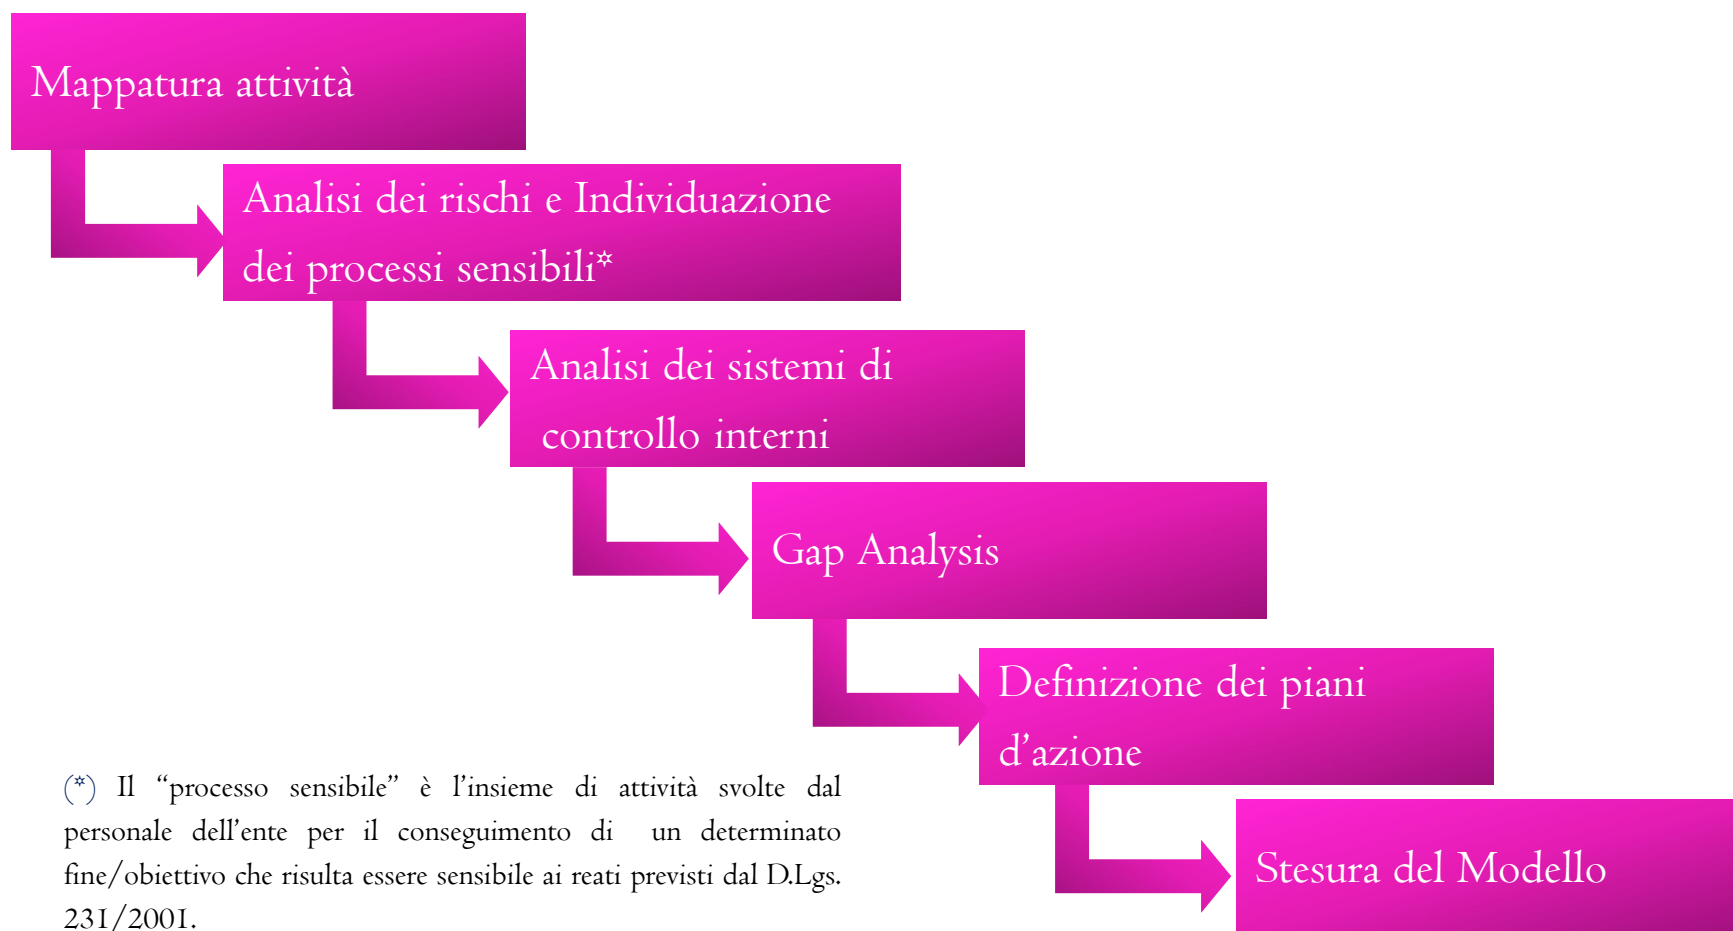 Mappatura attività
Analisi dei rischi e Individuazione
dei processi sensibili*
Analisi dei sistemi di
controllo interni
Gap Analysis
Definizione dei piani
d’azione
Stesura del Modello
(*) Il “processo sensibile” è l’insieme di attività svolte dal
personale dell’ente per il conseguimento di un determinato
fine/obiettivo che risulta essere sensibile ai reati previsti dal D.Lgs.
231/2001.